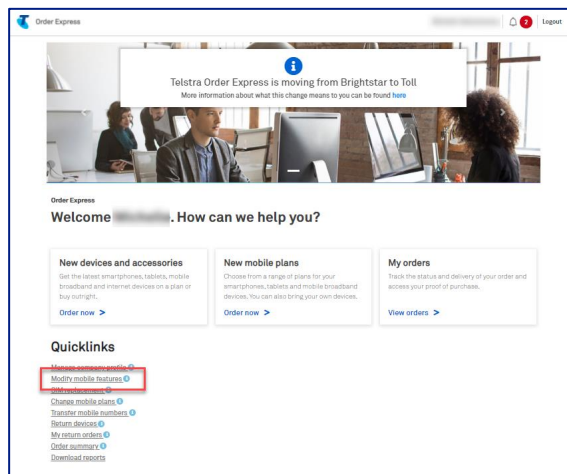 Order Express
2
Logout
Telstra Order Express is moving from Brightstar to Toll
More information about what this change means to you can be found here
Order Express
Welcome . How can we help you?
New devices and accessories
Get the latest smartphones, tablets, mobile
broadband and internet devices on a plan or
buy outright.
Order now >
New mobile plans
Choose from a range of plans for your
smartphones, tablets and mobile broadband
devices. You can also bring your own devices.
Order now >
My orders
Track the status and delivery of your order and
access your proof of purchase.
View orders >
Quicklinks
Manage company profile
Modify mobile features
SIM replacement
Change mobile plans
Transfer mobile numbers
Return devices
My return orders
Order summary
Download reports